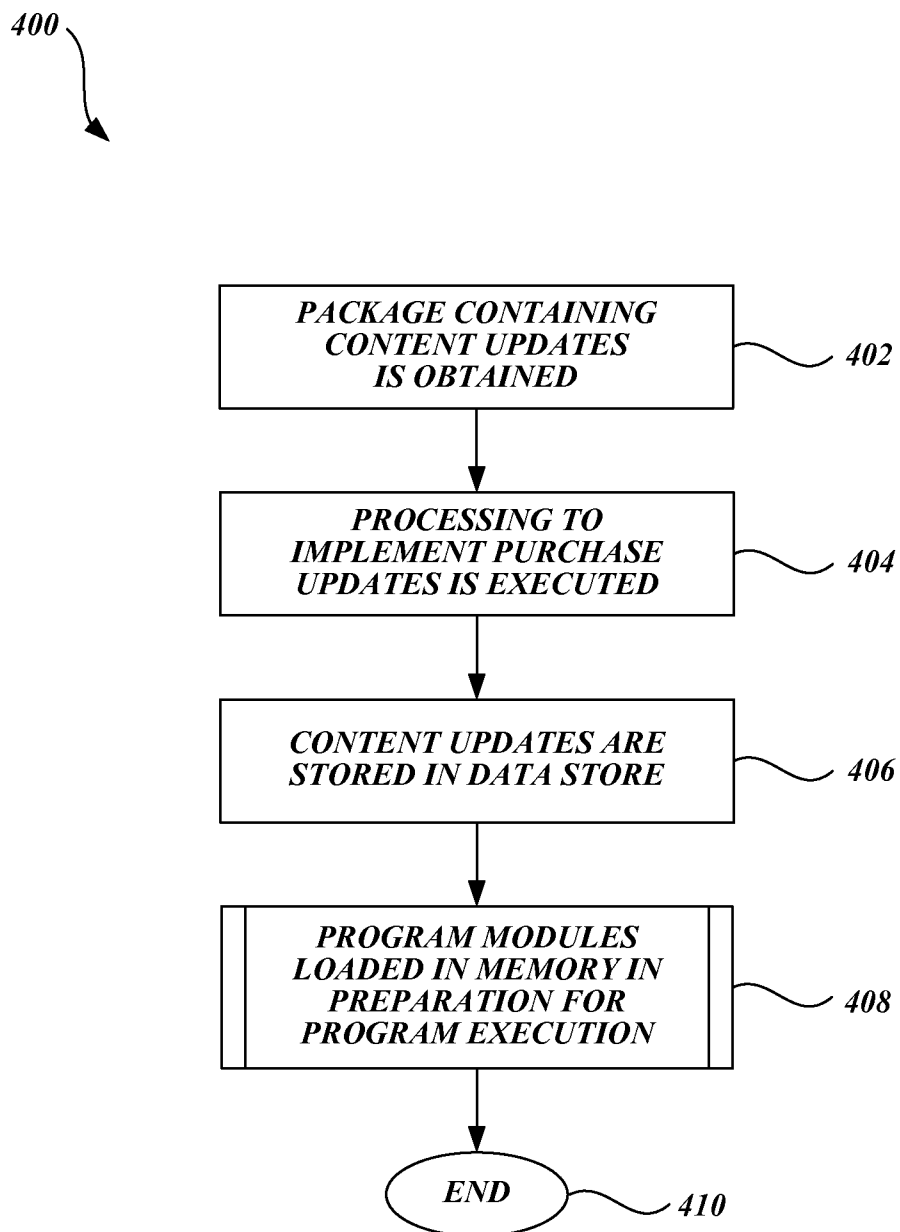 400
PACKAGE CONTAINING
CONTENT UPDATES
IS OBTAINED
402
PROCESSING TO
IMPLEMENT PURCHASE
UPDATES IS EXECUTED
404
CONTENT UPDATES ARE
STORED IN DATA STORE
406
PROGRAM MODULES
LOADED IN MEMORY IN
PREPARATION FOR
PROGRAM EXECUTION
408
END
410